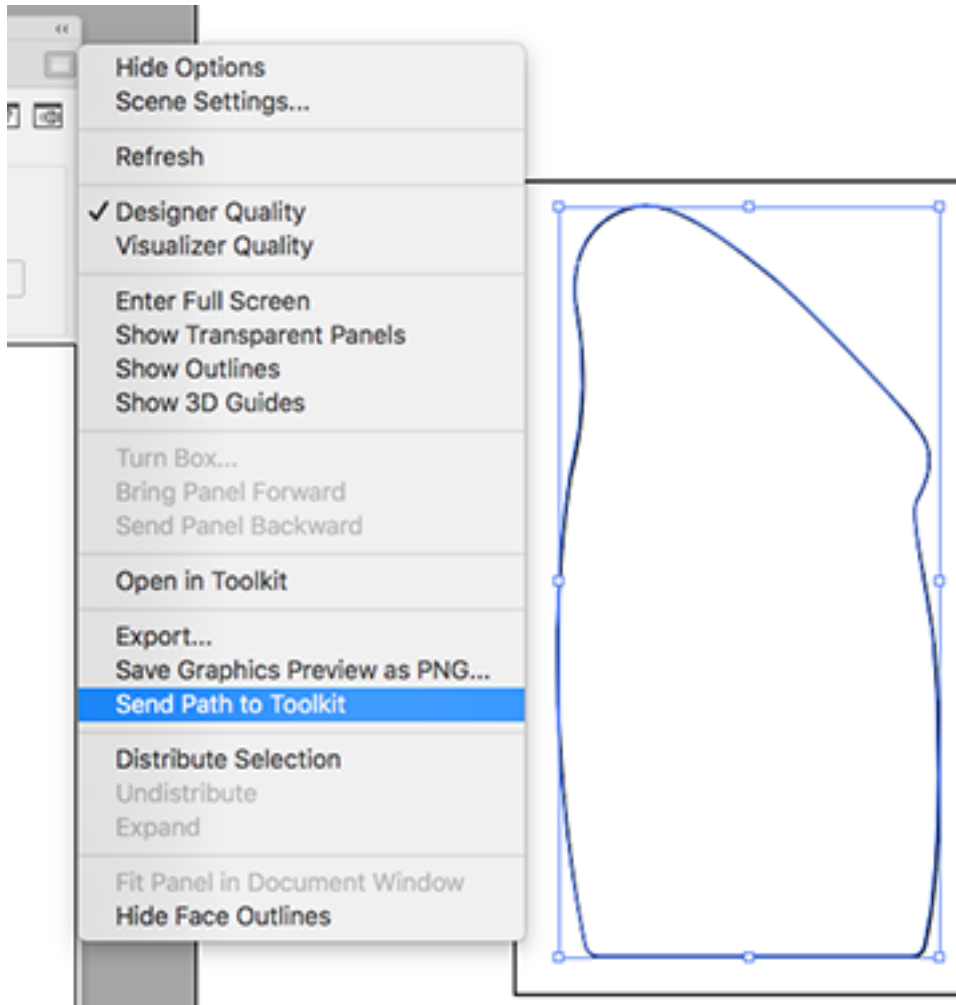 Hide Options
Scene Settings...
Refresh
✓ Designer Quality
Visualizer Quality
Enter Full Screen
Show Transparent Panels
Show Outlines
Show 3D Guides
Turn Box...
Bring Panel Forward
Send Panel Backward
Open in Toolkit
Export...
Save Graphics Preview as PNG...
Send Path to Toolkit
Distribute Selection
Undistribute
Expand
Fit Panel in Document Window
Hide Face Outlines